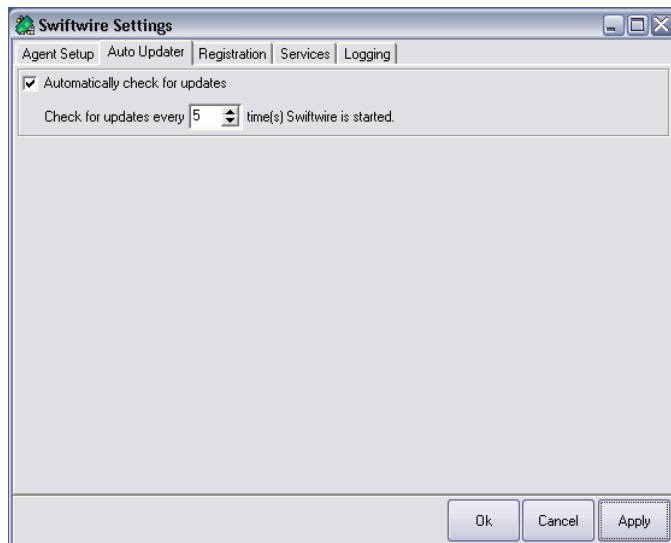 Swiftwire Settings
Agent Setup Auto Updater Registration Services Logging
Automatically check for updates
Check for updates every 5 time(s) Swiftwire is started.
Ok Cancel Apply